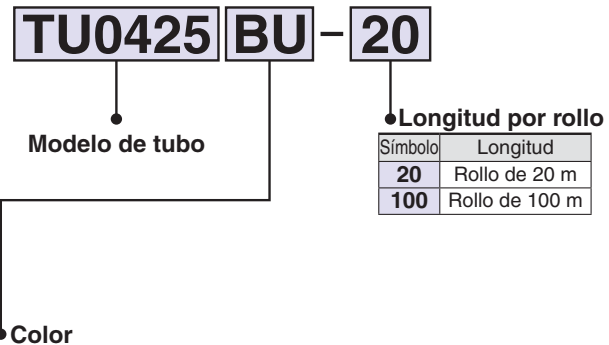 TU0425 BU - 20
Modelo de tubo
Longitud por rollo
Símbolo Longitud
20 Rollo de 20 m
100 Rollo de 100 m
Color